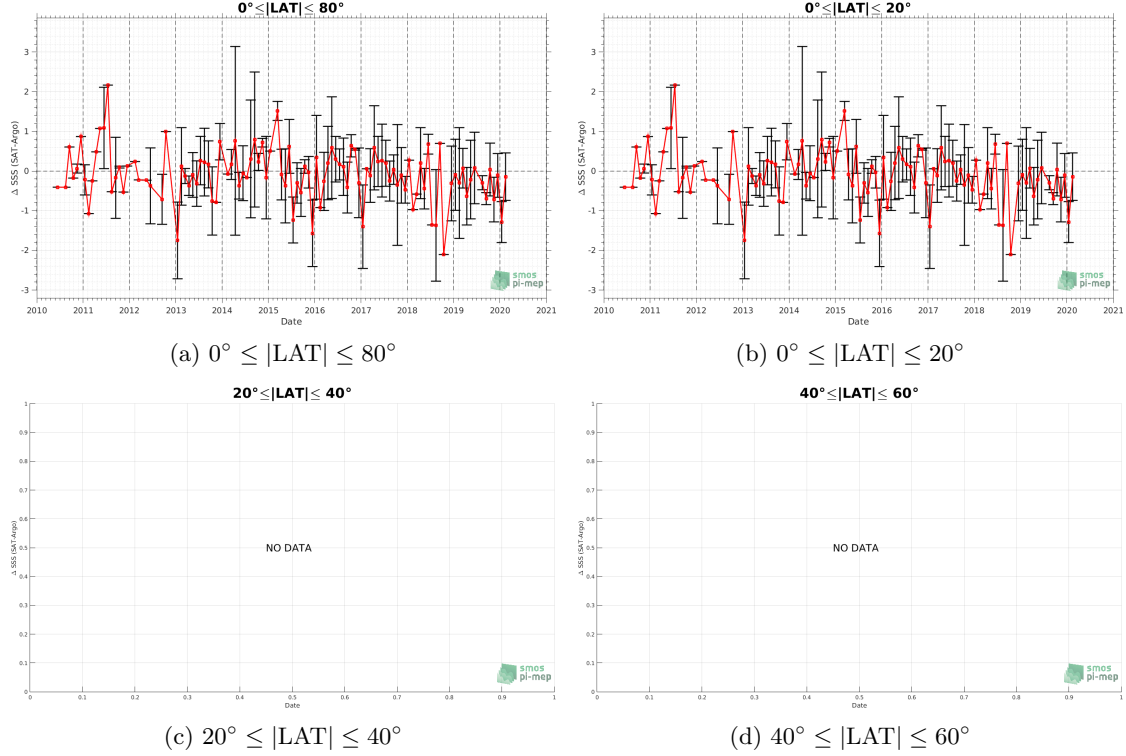 0°≤|LAT|≤ 80°
Δ SSS (SAT-Argo)
3
2
1
0
-1
-2
-3
2010 2011 2012 2013 2014 2015 2016 2017 2018 2019 2020 2021
Date
smos
pi-mep
(a) 0° ≤ |LAT| ≤ 80°
0°≤|LAT|≤ 20°
Δ SSS (SAT-Argo)
3
2
1
0
-1
-2
-3
2010 2011 2012 2013 2014 2015 2016 2017 2018 2019 2020 2021
Date
smos
pi-mep
(b) 0° ≤ |LAT| ≤ 20°
20°≤|LAT|≤ 40°
Δ SSS (SAT-Argo)
1
0.9
0.8
0.7
0.6
0.5
0.4
0.3
0.2
0.1
0
NO DATA
0 0.1 0.2 0.3 0.4 0.5 0.6 0.7 0.8 0.9 1
Date
smos
pi-mep
(c) 20° ≤ |LAT| ≤ 40°
40°≤|LAT|≤ 60°
Δ SSS (SAT-Argo)
1
0.9
0.8
0.7
0.6
0.5
0.4
0.3
0.2
0.1
0
NO DATA
0 0.1 0.2 0.3 0.4 0.5 0.6 0.7 0.8 0.9 1
Date
smos
pi-mep
(d) 40° ≤ |LAT| ≤ 60°